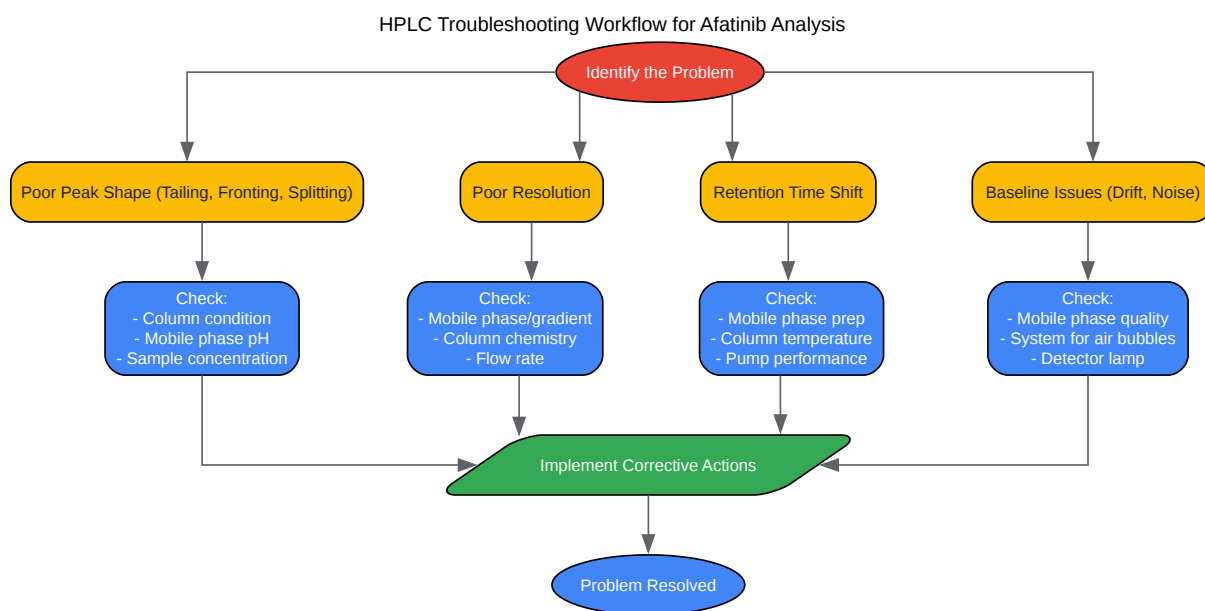 HPLC Troubleshooting Workflow for Afatinib Analysis
Identify the Problem
Poor Peak Shape (Tailing, Fronting, Splitting)
Poor Resolution
Retention Time Shift
Baseline Issues (Drift, Noise)
Check:
- Column condition
- Mobile phase pH
- Sample concentration
Check:
- Mobile phase/gradient
- Column chemistry
- Flow rate
Check:
- Mobile phase prep
- Column temperature
- Pump performance
Check:
- Mobile phase quality
- System for air bubbles
- Detector lamp
Implement Corrective Actions
Problem Resolved